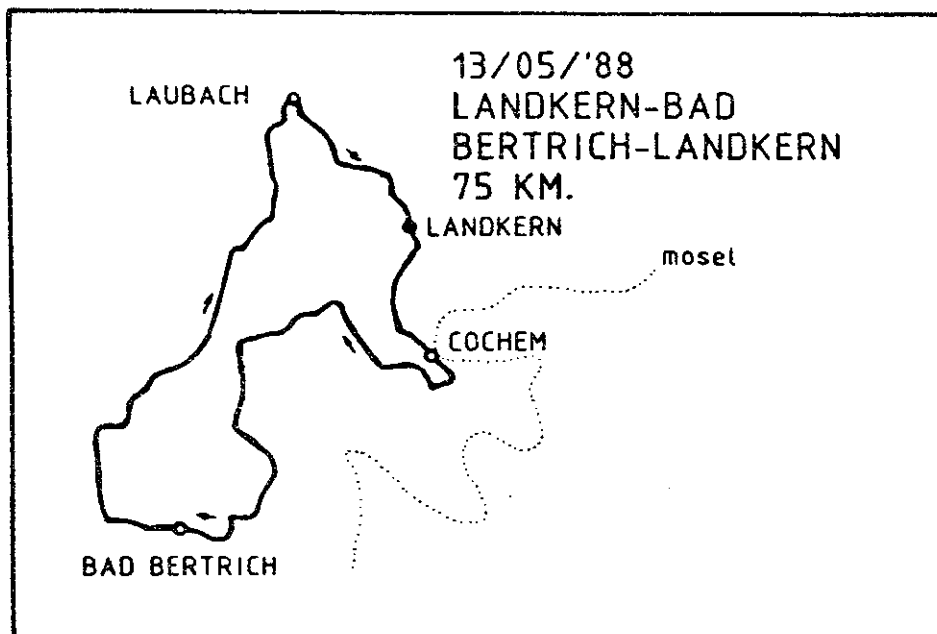 13/05/'88
LANDKERN-BAD
BERTRICH-LANDKERN
75 KM.
LAUBACH
LANDKERN
mosel
COCHEM
BAD BERTRICH